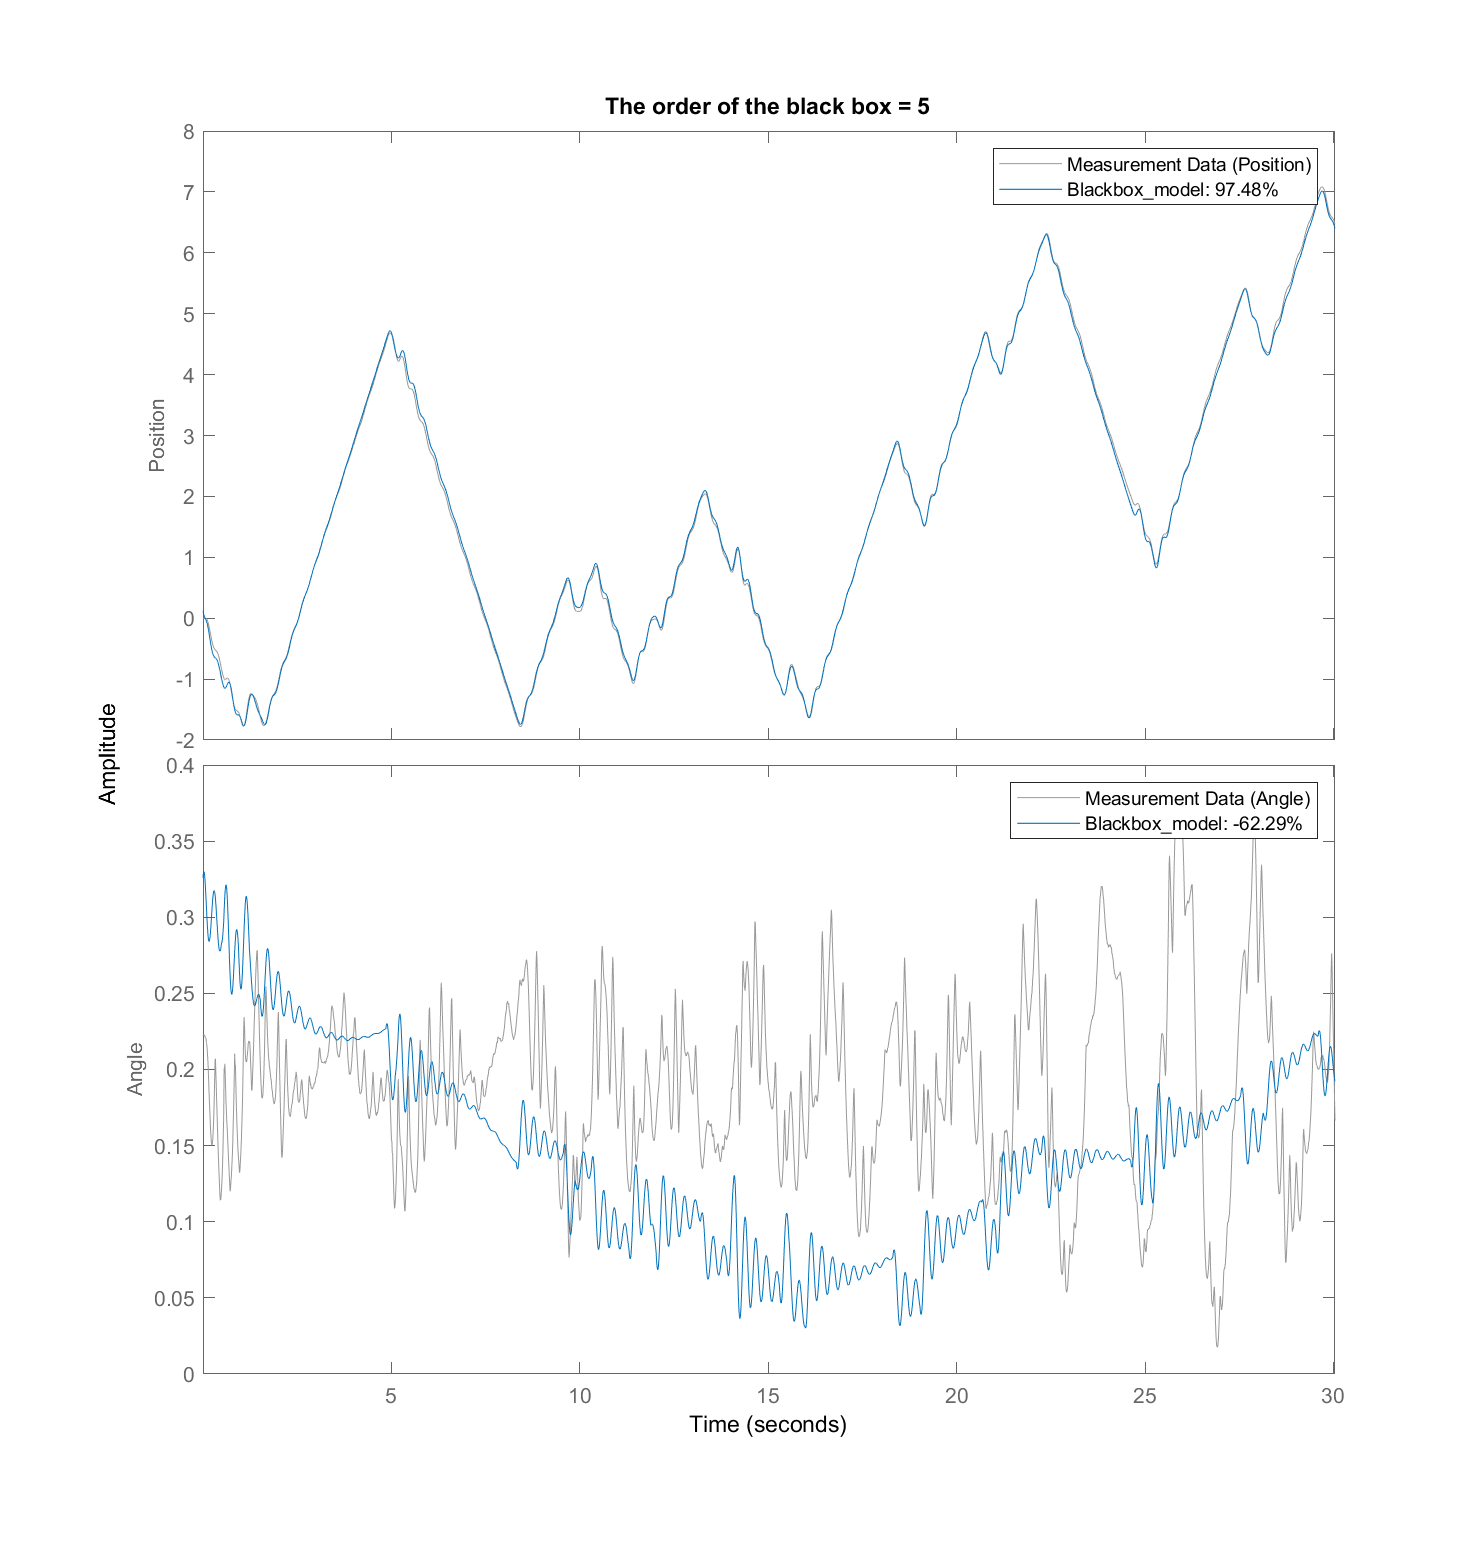 The order of the black box = 5
8
7
6
5
4
3
2
1
0
-1
-2
Position
Measurement Data (Position)
Blackbox_model: 97.48%
Amplitude
0.4
0.35
0.3
0.25
0.2
0.15
0.1
0.05
0
Angle
Measurement Data (Angle)
Blackbox_model: -62.29%
5 10 15 20 25 30
Time (seconds)